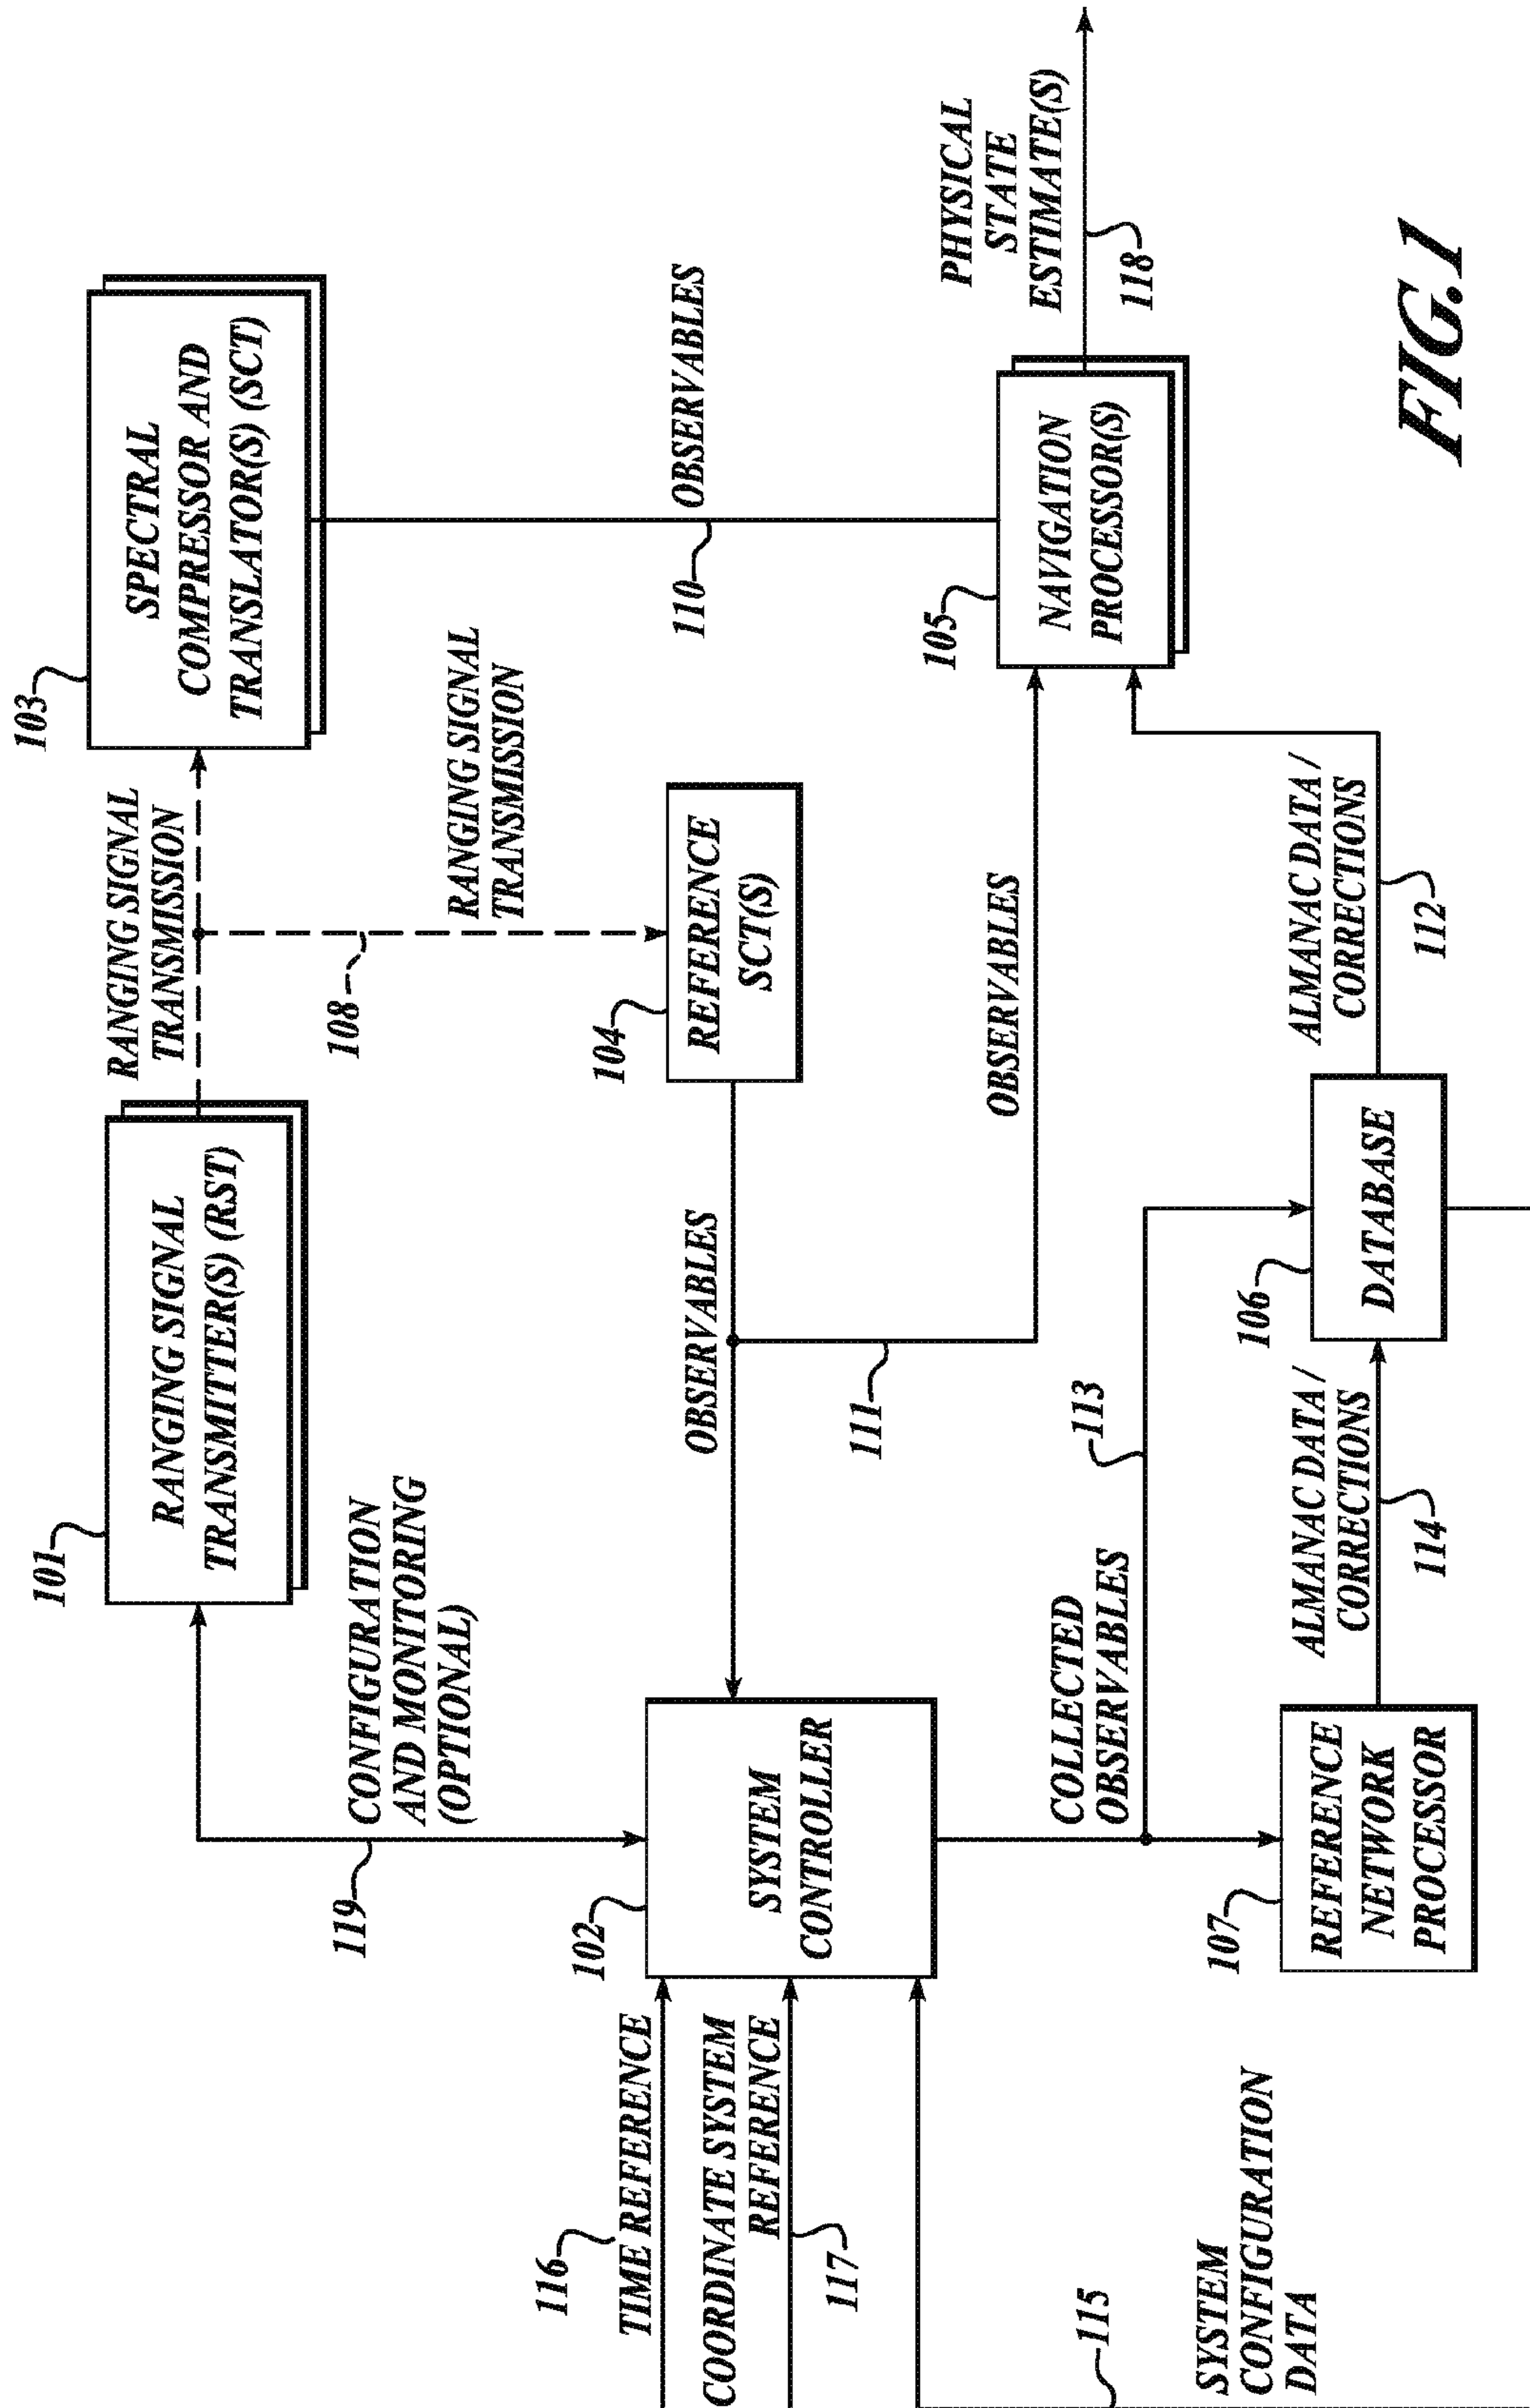 101
RANGING SIGNAL
TRANSMITTER(S) (RST)
RANGING SIGNAL
TRANSMISSION
103
SPECTRAL
COMPRESSOR AND
TRANSLATOR(S) (SCT)
119
CONFIGURATION
AND MONITORING
(OPTIONAL)
108
RANGING SIGNAL
TRANSMISSION
116
TIME REFERENCE
COORDINATE SYSTEM
REFERENCE
117
102
SYSTEM
CONTROLLER
OBSERVABLES
104
REFERENCE
SCT(S)
110
OBSERVABLES
111
OBSERVABLES
105
NAVIGATION
PROCESSOR(S)
PHYSICAL
STATE
ESTIMATE(S)
118
115
SYSTEM
CONFIGURATION
DATA
COLLECTED
OBSERVABLES
113
107
REFERENCE
NETWORK
PROCESSOR
ALMANAC DATA /
CORRECTIONS
114
106
DATABASE
ALMANAC DATA /
CORRECTIONS
112
FIG.1